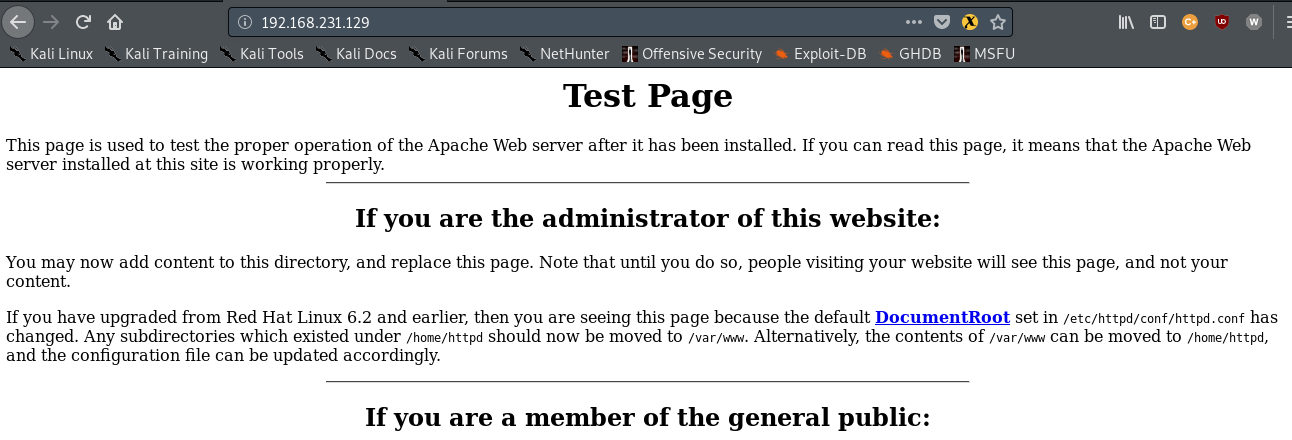 192.168.231.129
Kali Linux Kali Training Kali Tools Kali Docs Kali Forums NetHunter Offensive Security Exploit-DB GHDB MSFU
Test Page
This page is used to test the proper operation of the Apache Web server after it has been installed. If you can read this page, it means that the Apache Web
server installed at this site is working properly.
If you are the administrator of this website:
You may now add content to this directory, and replace this page. Note that until you do so, people visiting your website will see this page, and not your
content.
If you have upgraded from Red Hat Linux 6.2 and earlier, then you are seeing this page because the default DocumentRoot set in /etc/httpd/conf/httpd.conf has
changed. Any subdirectories which existed under /home/httpd should now be moved to /var/www. Alternatively, the contents of /var/www can be moved to /home/httpd,
and the configuration file can be updated accordingly.
If you are a member of the general public: